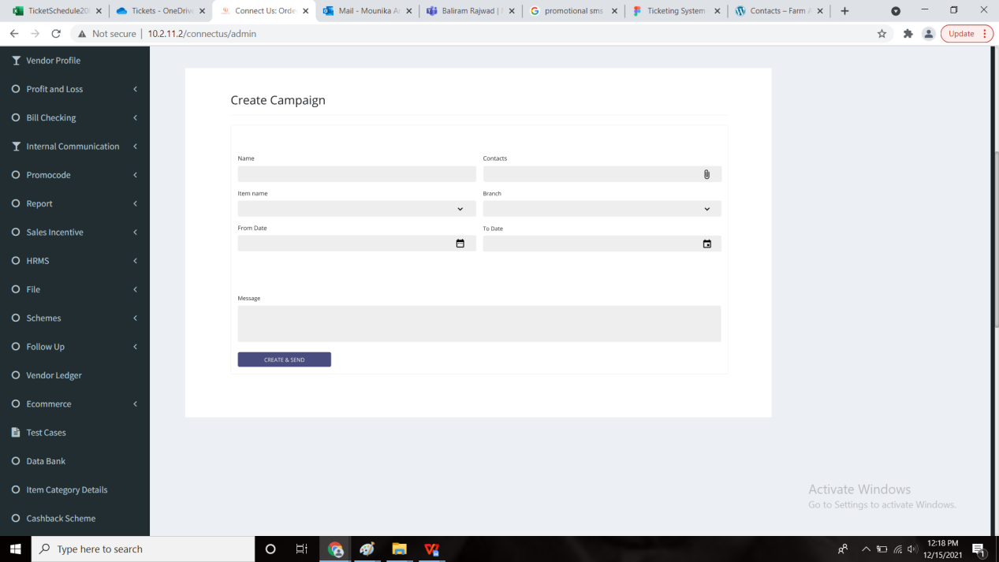 TicketSchedule20
Tickets - OneDrive
Connect Us: Orde
Mail - Mounika A
Baliram Rajwad |
promotional sms
Ticketing System
Contacts – Farm
Not secure | 10.2.11.2/connectus/admin
Update
Vendor Profile
Profit and Loss
Bill Checking
Internal Communication
Promocode
Report
Sales Incentive
HRMS
File
Schemes
Follow Up
Vendor Ledger
Ecommerce
Test Cases
Data Bank
Item Category Details
Cashback Scheme
Create Campaign
Name
Contacts
Item name
Branch
From Date
To Date
Message
CREATE & SEND
Activate Windows
Go to Settings to activate Windows.
Type here to search
12:18 PM
12/15/2021
1